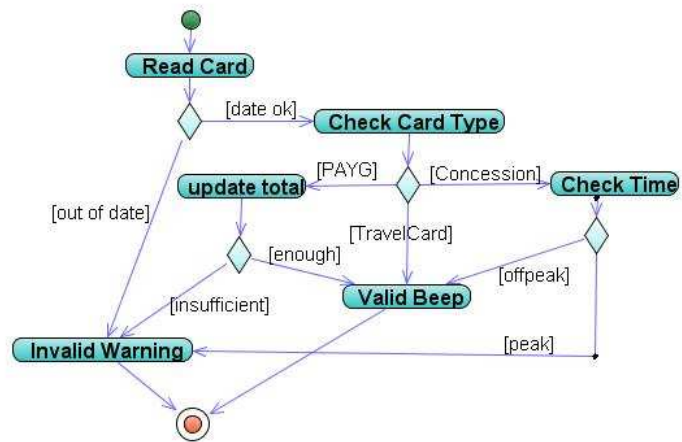 Read Card
[date ok]
Check Card Type
[PAYG]
[Concession]
update total
Check Time
[out of date]
[TravelCard]
[enough]
[offpeak]
Valid Beep
[insufficient]
[peak]
Invalid Warning